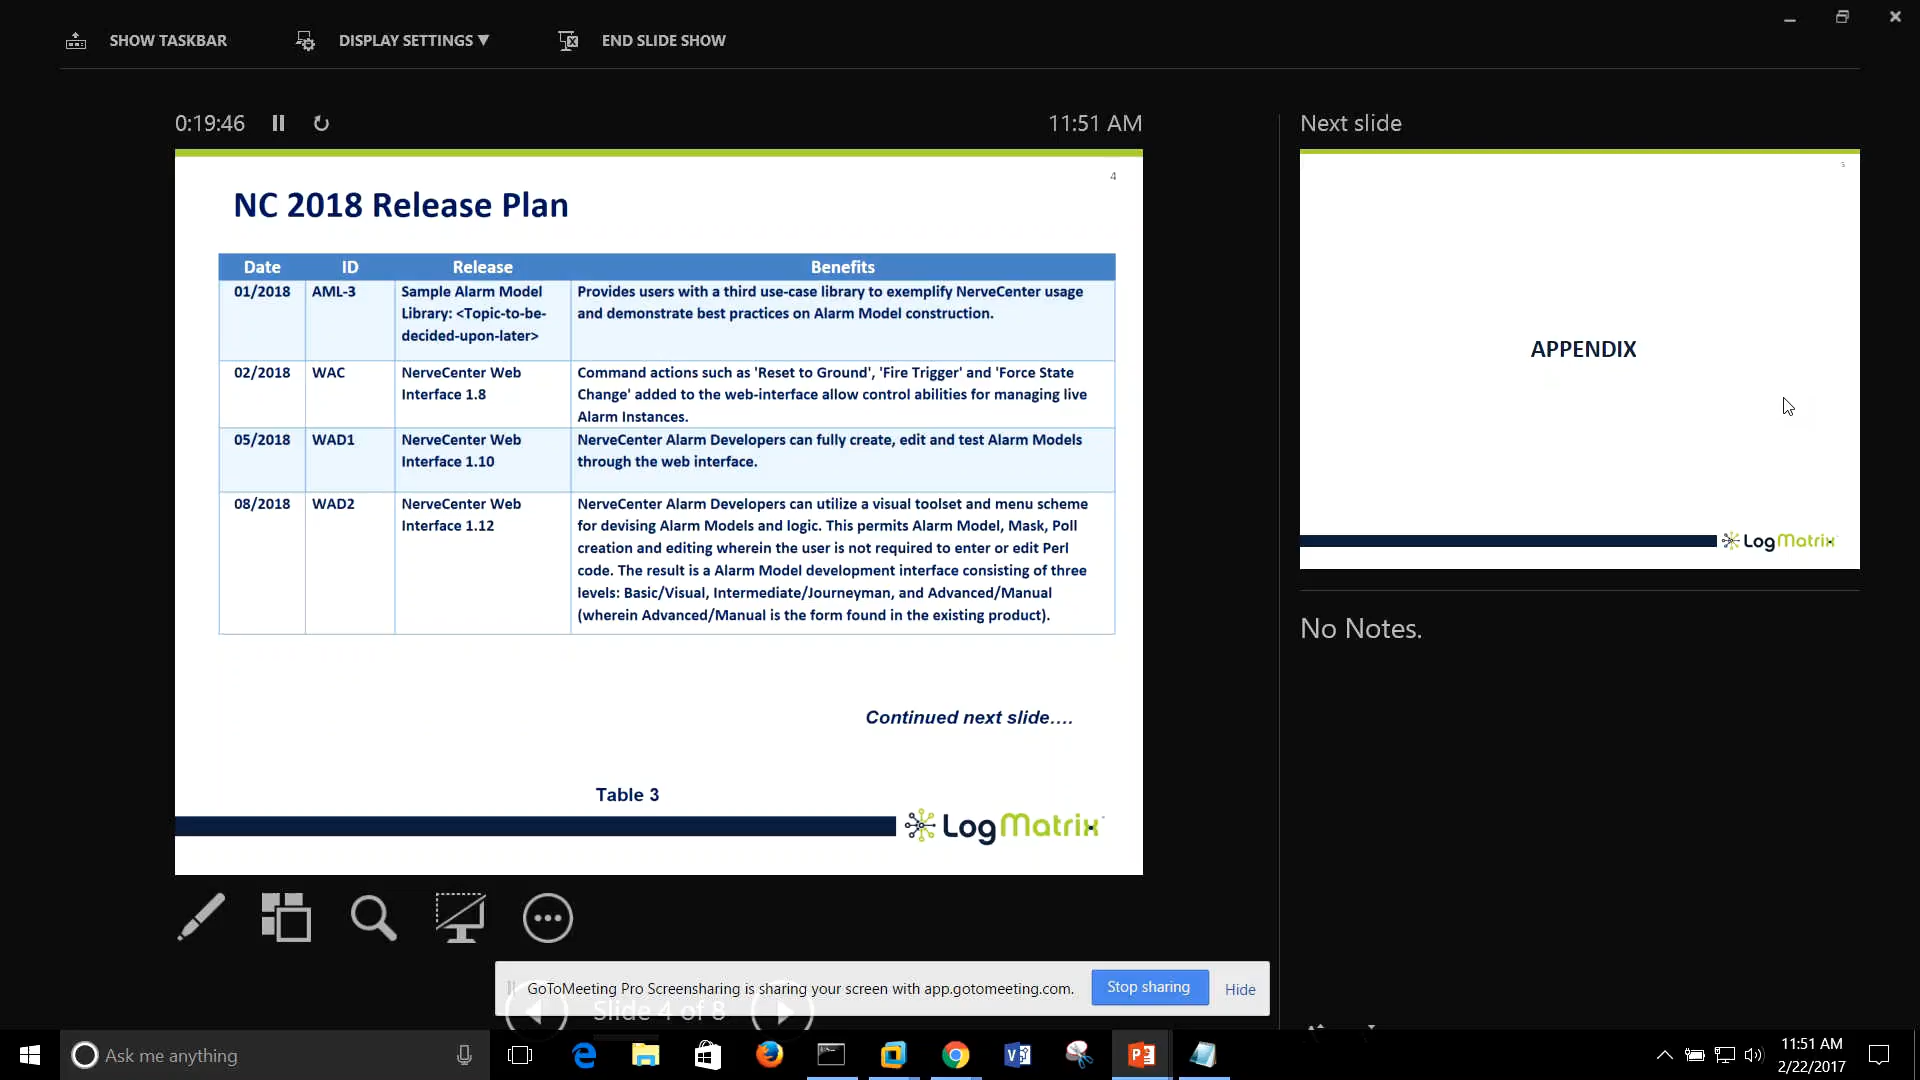 SHOW TASKBAR
DISPLAY SETTINGS ▼
END SLIDE SHOW
0:19:46
11:51 AM
Next slide
4
NC 2018 Release Plan
Date ID Release Benefits
01/2018 AML-3 Sample Alarm Model Library: <Topic-to-be-decided-upon-later>
Provides users with a third use-case library to exemplify NerveCenter usage
and demonstrate best practices on Alarm Model construction.
02/2018 WAC NerveCenter Web
Interface 1.8
Command actions such as 'Reset to Ground', 'Fire Trigger' and 'Force State
Change' added to the web-interface allow control abilities for managing live
Alarm Instances.
05/2018 WAD1 NerveCenter Web
Interface 1.10
NerveCenter Alarm Developers can fully create, edit and test Alarm Models
through the web interface.
08/2018 WAD2 NerveCenter Web
Interface 1.12
NerveCenter Alarm Developers can utilize a visual toolset and menu scheme
for devising Alarm Models and logic. This permits Alarm Model, Mask, Poll
creation and editing wherein the user is not required to enter or edit Perl
code. The result is a Alarm Model development interface consisting of three
levels: Basic/Visual, Intermediate/Journeyman, and Advanced/Manual
(wherein Advanced/Manual is the form found in the existing product).
Continued next slide....
Table 3
LogMatrix
5
APPENDIX
LogMatrix
No Notes.
GoToMeeting Pro Screensharing is sharing your screen with app.gotomeeting.com.
Stop sharing
Hide
Slide 4 of 8
Ask me anything
11:51 AM
2/22/2017